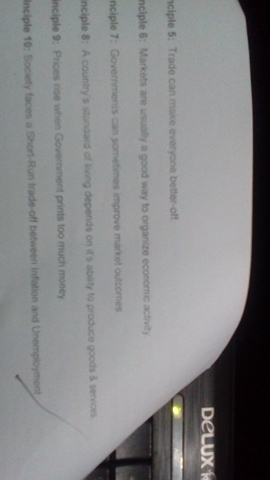 DELUX
nciple 5: Trade can make everyone better-off.
nciple 6: Markets are usually a good way to organize economic activity.
nciple 7: Governments can sometimes improve market outcomes.
inciple 8: A country's standard of living depends on it's ability to produce goods & services.
inciple 9: Prices rise when Government prints too much money.
inciple 10: Society faces a Short-Run trade-off between Inflation and Unemployment.